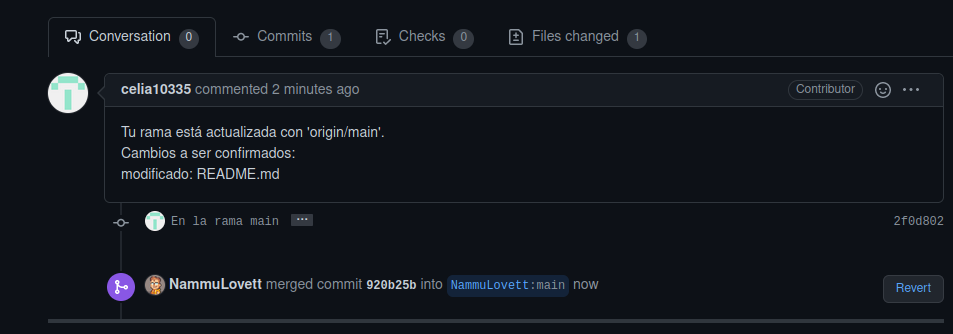 Conversation 0 Commits 1 Checks 0 Files changed 1
celia10335 commented 2 minutes ago Contributor ...
Tu rama está actualizada con 'origin/main'.
Cambios a ser confirmados:
modificado: README.md
En la rama main ... 2f0d802
NammuLovett merged commit 920b25b into NammuLovett:main now Revert